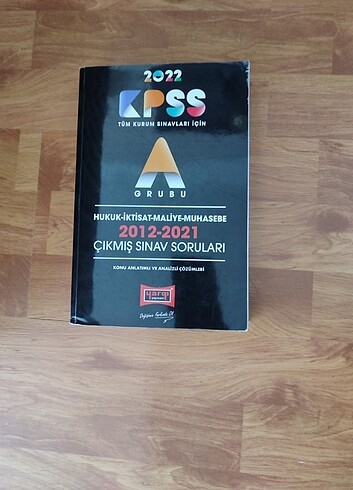 2022
KPSS
TÜM KURUM SINAVLARI İÇİN
A
GRUBU
HUKUK-İKTİSAT-MALİYE-MUHASEBE
2012-2021
ÇIKMIŞ SINAV SORULARI
KONU ANLATIMLI VE ANALİZLİ ÇÖZÜMLERİ
yargı